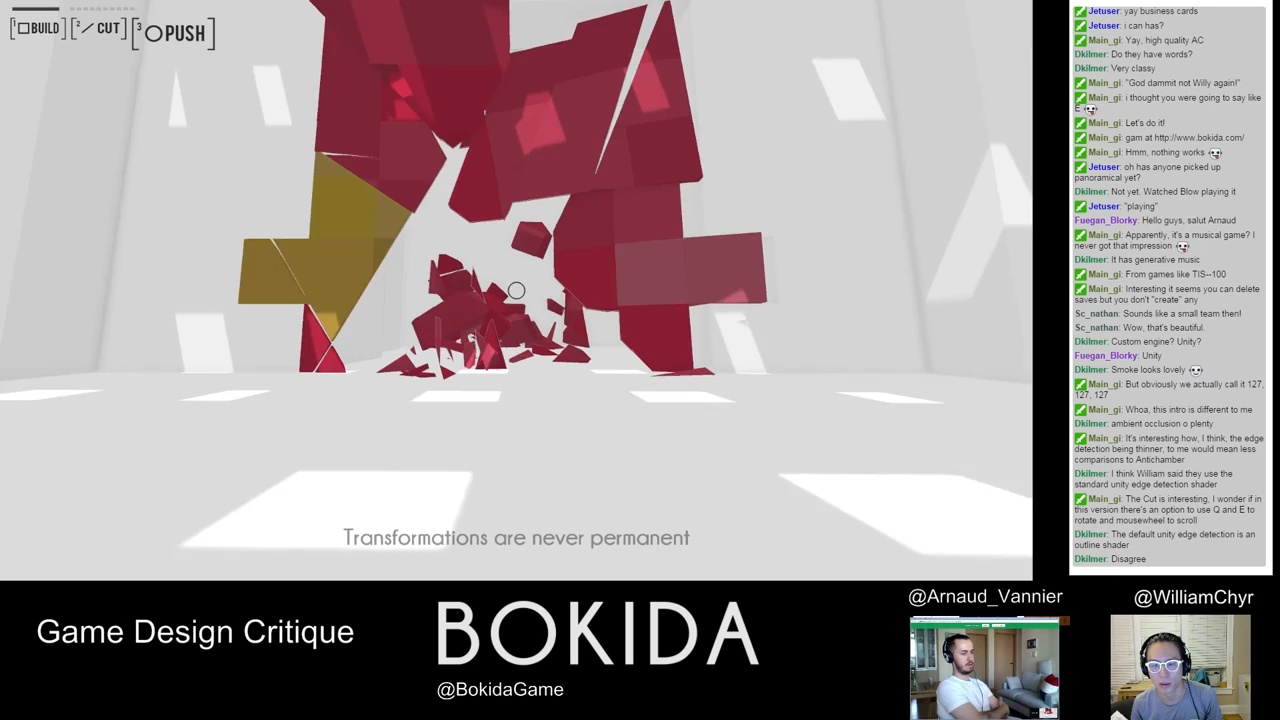 1 BUILD 2 CUT 3 PUSH
Transformations are never permanent
Jetuser: yay business cards
Jetuser: i can has?
Main_gi: Yay, high quality AC
Dkilmer: Do they have words?
Dkilmer: Very classy
Main_gi: "God dammit not Willy again!"
Main_gi: i thought you were going to say like
E
Main_gi: Let's do it!
Main_gi: gam at http://www.bokida.com/
Main_gi: Hmm, nothing works
Jetuser: oh has anyone picked up
panoramical yet?
Dkilmer: Not yet. Watched Blow playing it
Jetuser: "playing"
Fuegan_Blorky: Hello guys, salut Arnaud
Main_gi: Apparently, it's a musical game? I
never got that impression
Dkilmer: It has generative music
Main_gi: From games like TIS--100
Main_gi: Interesting it seems you can delete
saves but you don't "create" any
Sc_nathan: Sounds like a small team then!
Sc_nathan: Wow, that's beautiful.
Dkilmer: Custom engine? Unity?
Fuegan_Blorky: Unity
Dkilmer: Smoke looks lovely
Main_gi: But obviously we actually call it 127,
127, 127
Main_gi: Whoa, this intro is different to me
Dkilmer: ambient occlusion o plenty
Main_gi: It's interesting how, I think, the edge
detection being thinner, to me would mean less
comparisons to Antichamber
Dkilmer: I think William said they use the
standard unity edge detection shader
Main_gi: The Cut is interesting, I wonder if in
this version there's an option to use Q and E to
rotate and mousewheel to scroll
Dkilmer: The default unity edge detection is an
outline shader
Dkilmer: Disagree
Game Design Critique
BOKIDA
@BokidaGame
@Arnaud_Vannier
@WilliamChyr